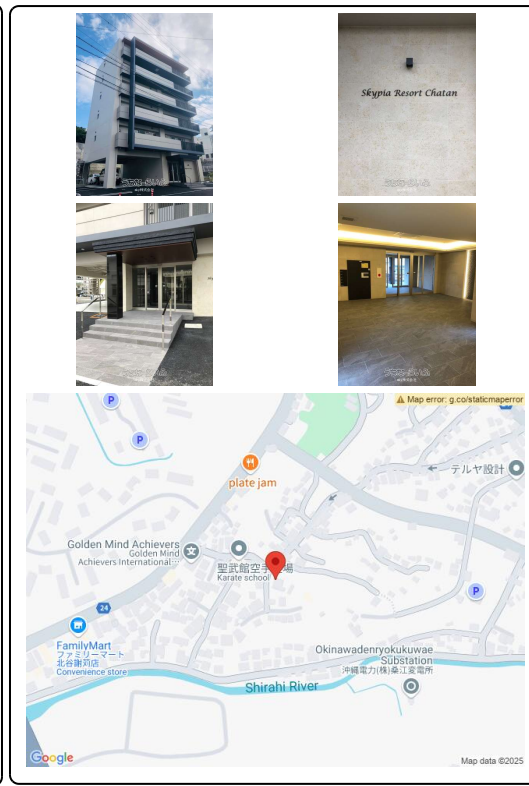 Skypia Resort Chatan
Map error: g.co/staticmaperror
P
P
plate jam
テルヤ設計
Golden Mind Achievers
Golden Mind
Achievers International…
聖武館空手道場
Karate school
P
24
FamilyMart
ファミリーマート
北谷謝苅店
Convenience store
Okinawadenryokukuwae
Substation
沖縄電力(株)桑江変電所
Shirahi River
Google
Map data ©2025